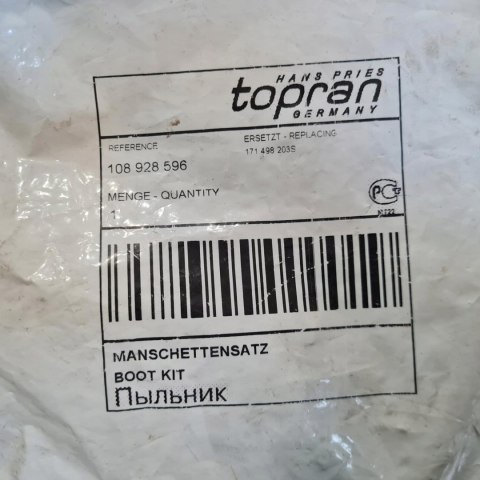 HANS PRIES
topran
GERMANY
REFERENCE
108 928 596
ERSETZT - REPLACING
171 498 203S
MENGE - QUANTITY
1
MANSCHETTENSATZ
BOOT KIT
Пыльник